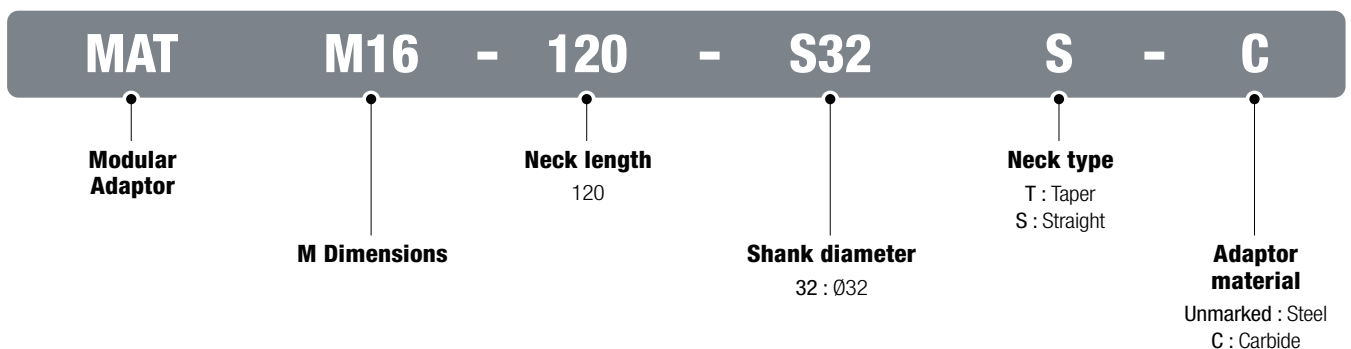 MAT M16 - 120 - S32 S - C
Modular
Adaptor
M Dimensions
Neck length
120
Shank diameter
32 : Ø32
Neck type
T : Taper
S : Straight
Adaptor
material
Unmarked : Steel
C : Carbide